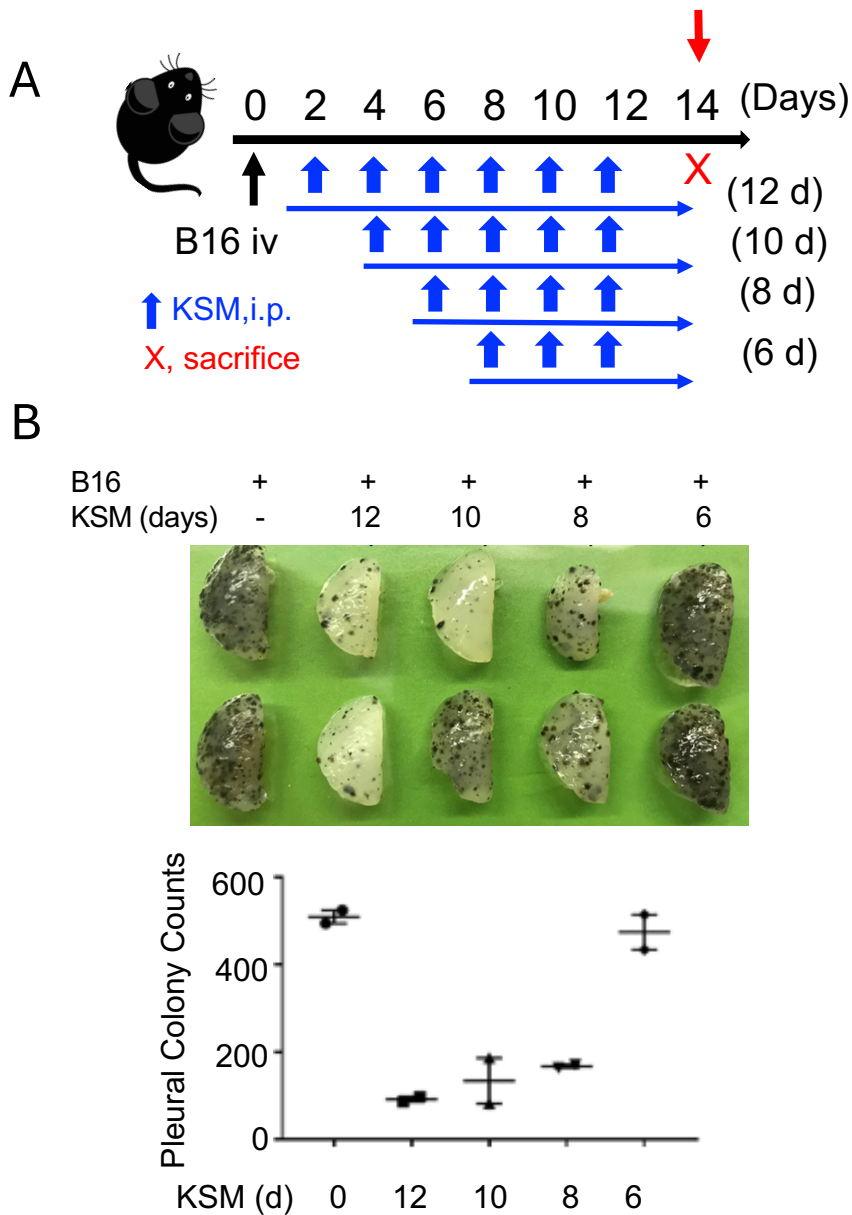 A
0 2 4 6 8 10 12 14 (Days)
X
(12 d)
B16 iv
(10 d)
KSM,i.p.
(8 d)
X, sacrifice
(6 d)
B
B16 + + + + +
KSM (days) - 12 10 8 6
Pleural Colony Counts
600
400
200
0
KSM (d) 0 12 10 8 6